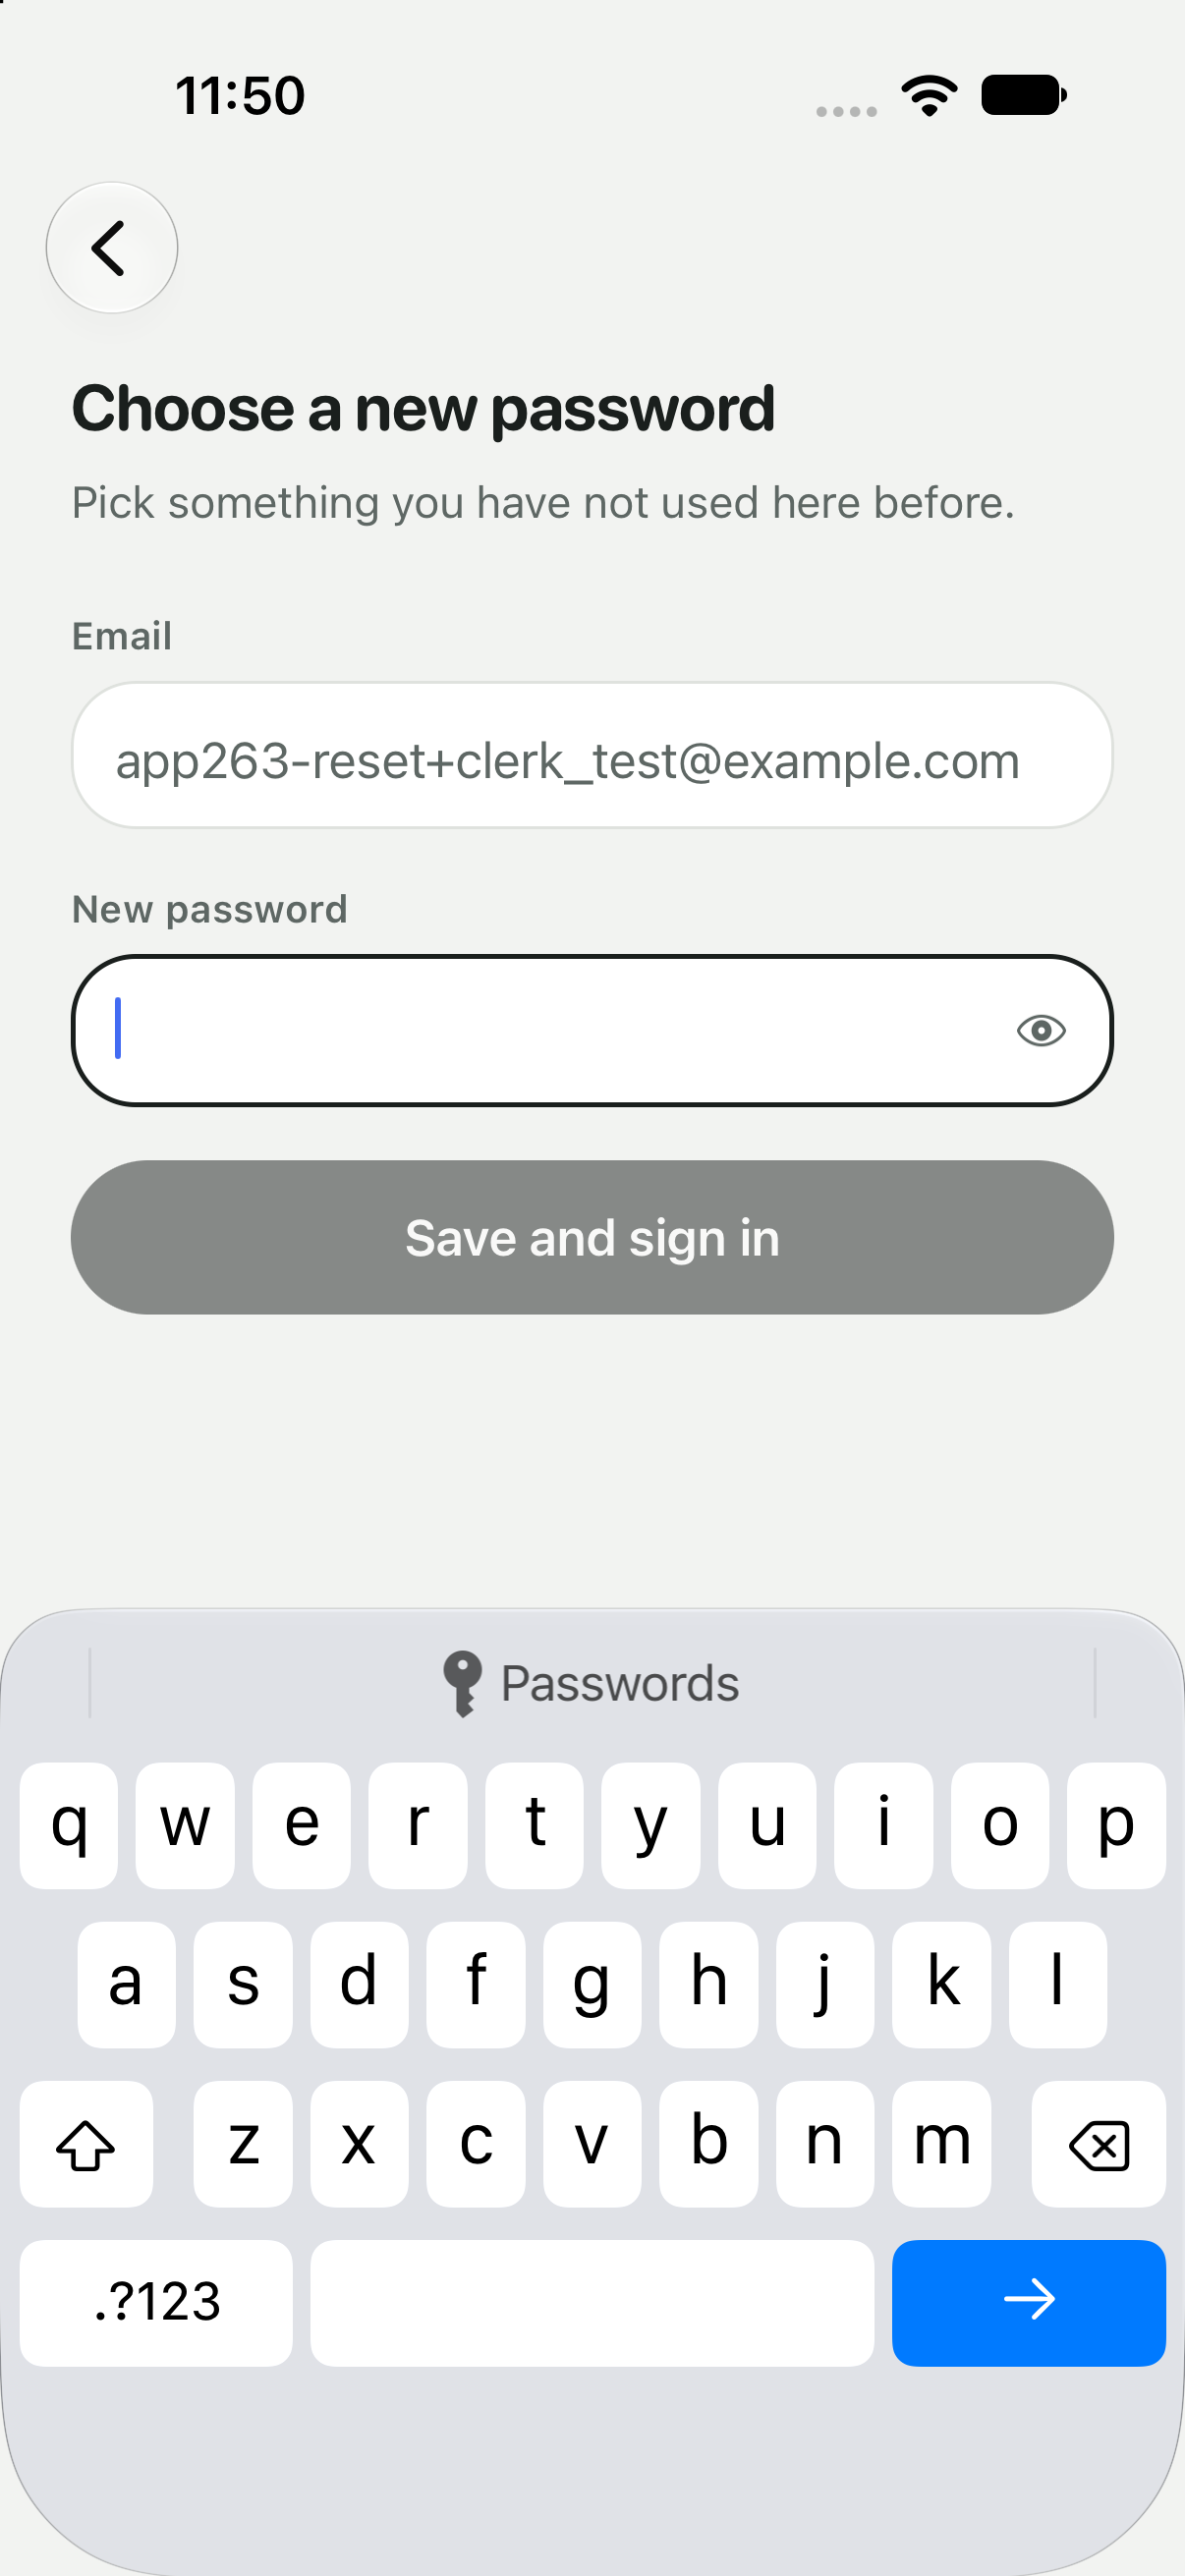 11:50
Choose a new password
Pick something you have not used here before.
Email
app263-reset+clerk_test@example.com
New password
Save and sign in
Passwords
q w e r t y u i o p
a s d f g h j k l
z x c v b n m
.?123